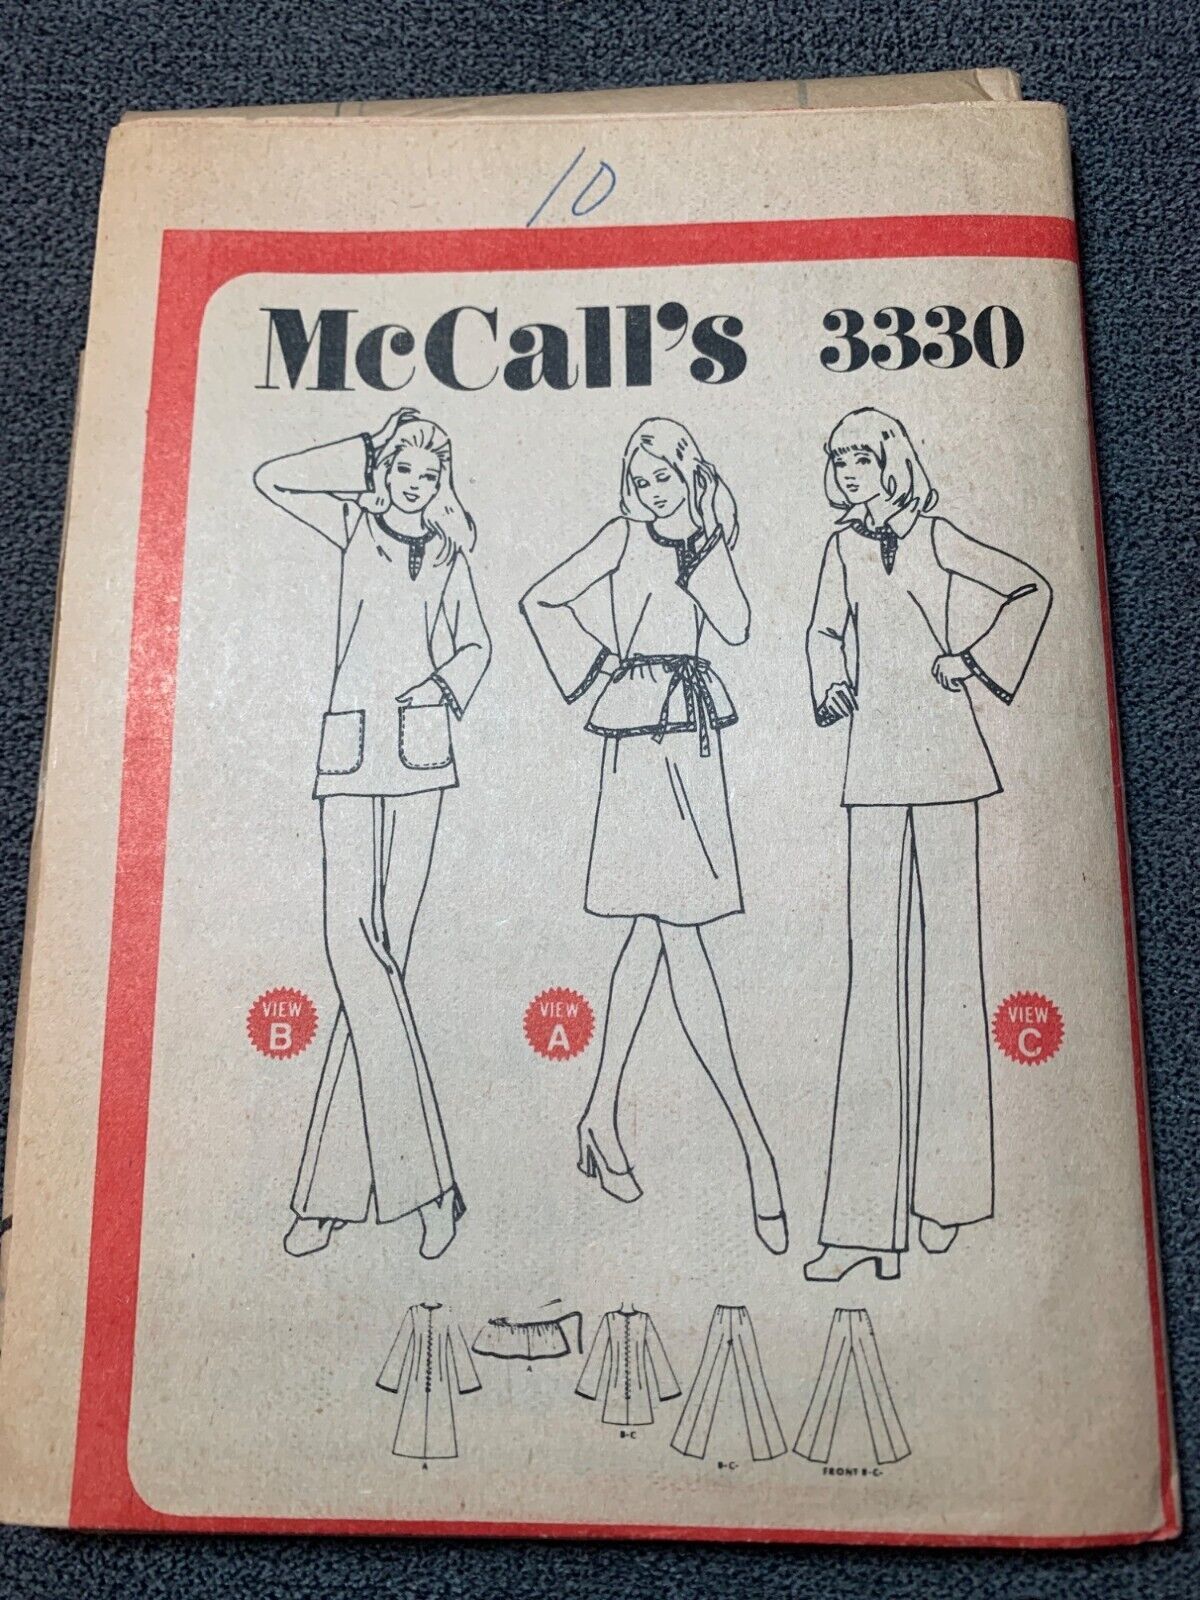 10
McCall's 3330
VIEW B
VIEW A
VIEW C
A
A
B-C
B-C-
FRONT B-C-